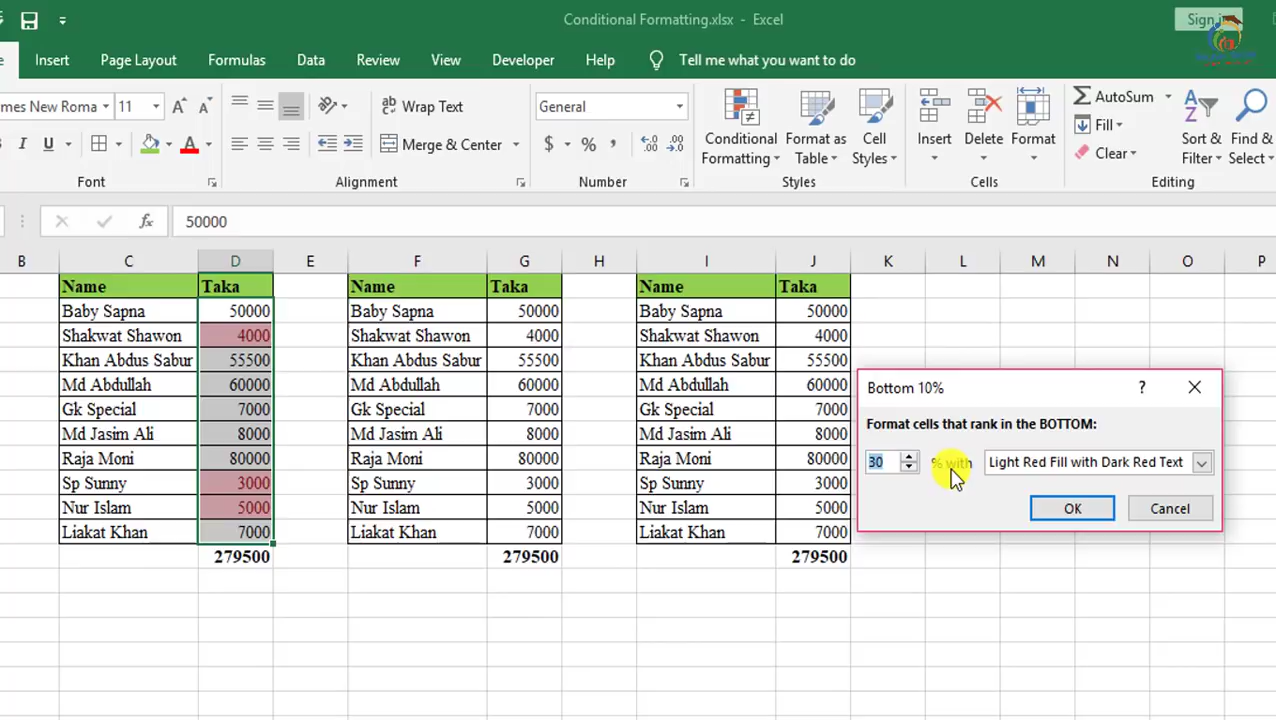 Conditional Formatting.xlsx - Excel
Sign in
Insert Page Layout Formulas Data Review View Developer Help Tell me what you want to do
mes New Roma 11 Wrap Text General Conditional Formatting Format as Table Cell Styles Insert Delete Format AutoSum Fill Clear Sort & Filter Find & Select
I U A Merge & Center $ % ,
Font Alignment Number Styles Cells Editing
fx 50000
B C D E F G H I J K L M N O P
Name Taka Name Taka Name Taka
Baby Sapna 50000 Baby Sapna 50000 Baby Sapna 50000
Shakwat Shawon 4000 Shakwat Shawon 4000 Shakwat Shawon 4000
Khan Abdus Sabur 55500 Khan Abdus Sabur 55500 Khan Abdus Sabur 55500
Md Abdullah 60000 Md Abdullah 60000 Md Abdullah 60000
Gk Special 7000 Gk Special 7000 Gk Special 7000
Md Jasim Ali 8000 Md Jasim Ali 8000 Md Jasim Ali 8000
Raja Moni 80000 Raja Moni 80000 Raja Moni 80000
Sp Sunny 3000 Sp Sunny 3000 Sp Sunny 3000
Nur Islam 5000 Nur Islam 5000 Nur Islam 5000
Liakat Khan 7000 Liakat Khan 7000 Liakat Khan 7000
279500 279500 279500
Bottom 10% ?
Format cells that rank in the BOTTOM:
30 % with Light Red Fill with Dark Red Text
OK Cancel